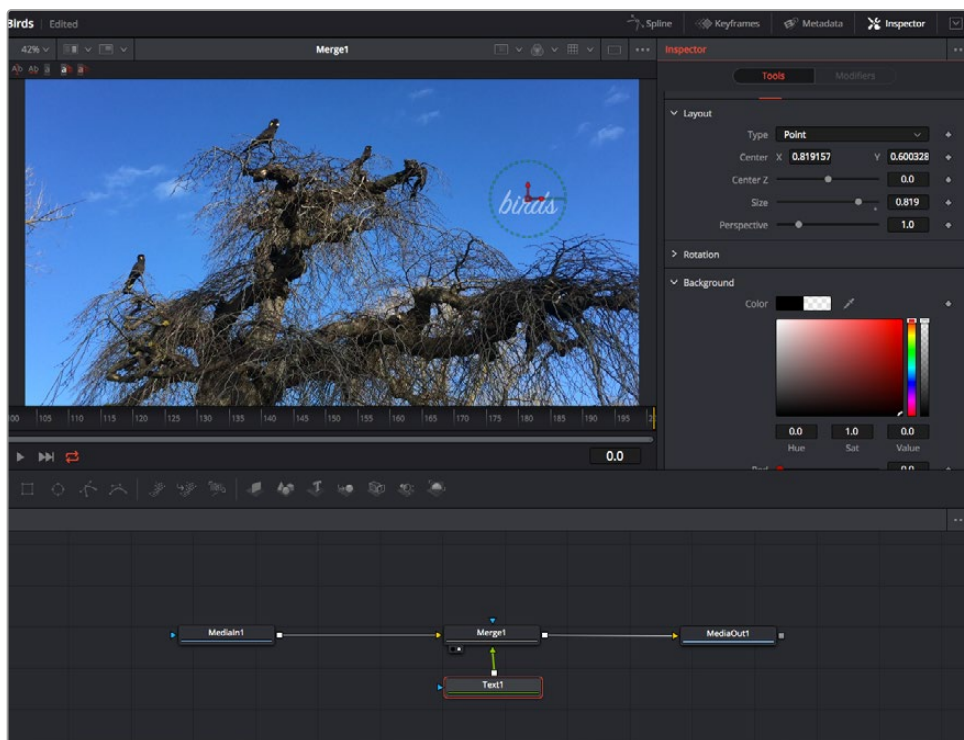 Birds Edited Spline Keyframes Metadata Inspector
42% Merge1 Inspector
Tools Modifiers
Layout
Type Point
Center X 0.819157 Y 0.600328
Center Z 0.0
Size 0.819
Perspective 1.0
Rotation
Background
Color
birds
105 110 115 120 125 130 135 140 145 150 155 160 165 170 175 180 185 190 195
0.0 1.0 0.0
Hue Sat Value
0.0
MediaIn1 Merge1 MediaOut1
Text1